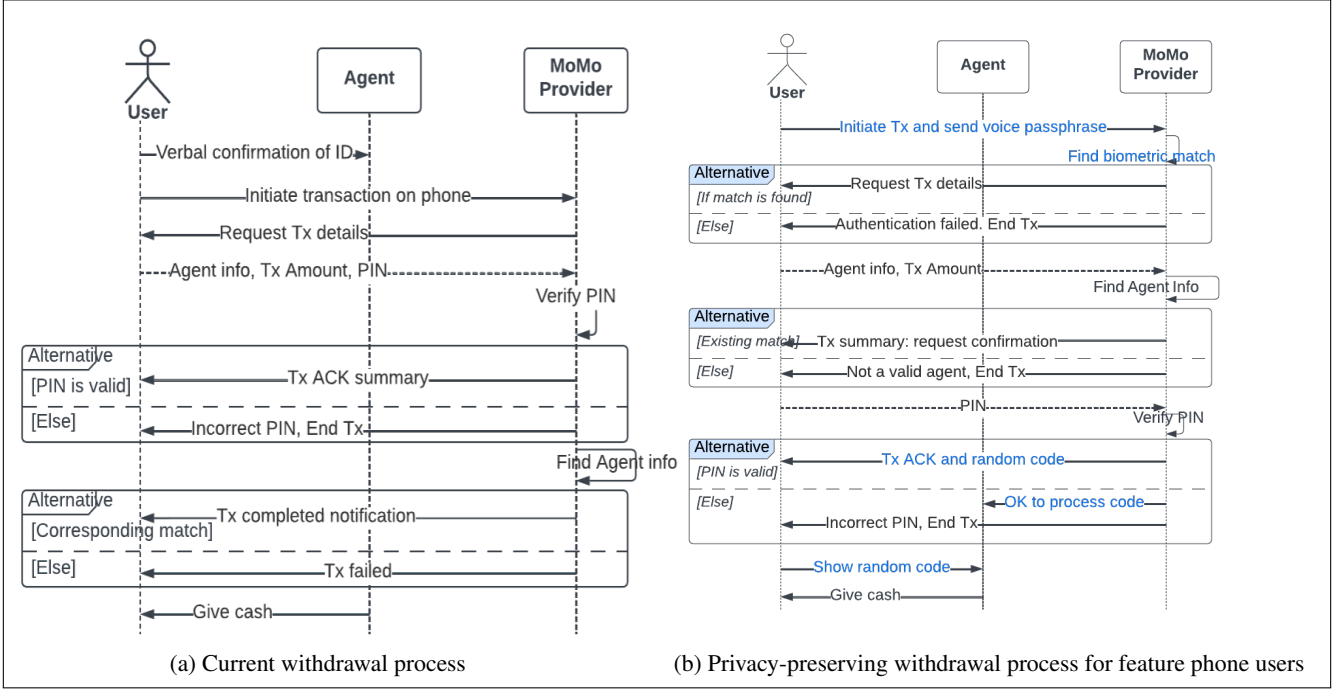 User
Agent
MoMo
Provider
Verbal confirmation of ID
Initiate transaction on phone
Request Tx details
Agent info, Tx Amount, PIN
Verify PIN
Alternative
[PIN is valid]
Tx ACK summary
[Else]
Incorrect PIN, End Tx
Find Agent info
Alternative
Tx completed notification
[Corresponding match]
[Else]
Tx failed
Give cash
(a) Current withdrawal process
User
Agent
MoMo
Provider
Initiate Tx and send voice passphrase
Find biometric match
Alternative
Request Tx details
[If match is found]
[Else]
Authentication failed. End Tx
Agent info, Tx Amount
Find Agent Info
Alternative
[Existing match]
Tx summary: request confirmation
[Else]
Not a valid agent, End Tx
PIN
Verify PIN
Alternative
Tx ACK and random code
[PIN is valid]
[Else]
OK to process code
Incorrect PIN, End Tx
Show random code
Give cash
(b) Privacy-preserving withdrawal process for feature phone users